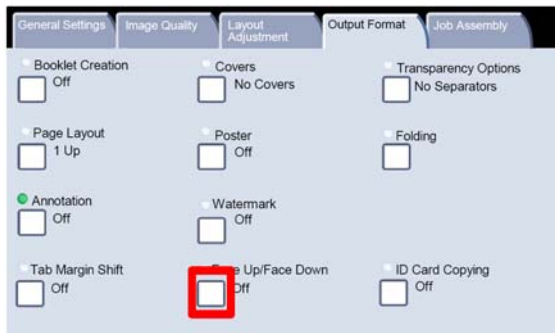 General Settings
Image Quality
Layout
Adjustment
Output Format
Job Assembly
Booklet Creation
Off
Covers
No Covers
Transparency Options
No Separators
Page Layout
1 Up
Poster
Off
Folding
Annotation
Off
Watermark
Off
Tab Margin Shift
Off
Up/Face Down
Off
ID Card Copying
Off